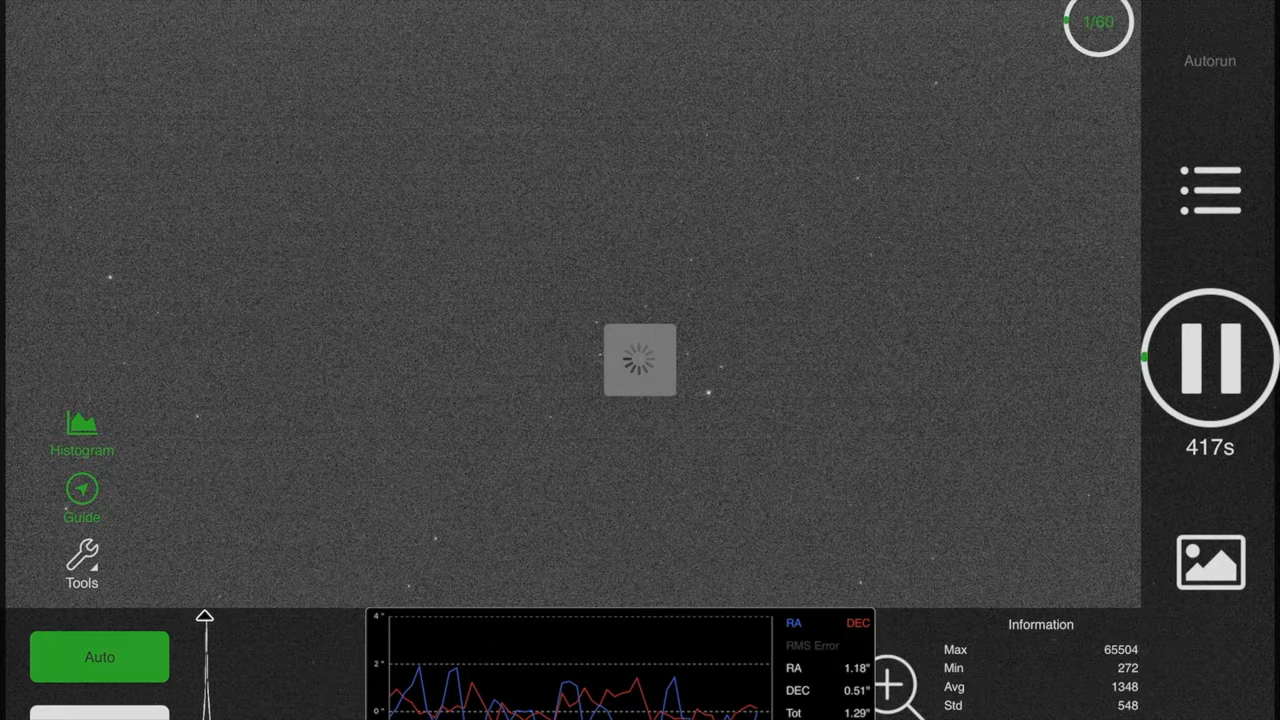 1/60
Autorun
417s
Histogram
Guide
Tools
Auto
4"
2"
0"
RA DEC
RMS Error
RA 1.18"
DEC 0.51"
Tot 1.29"
Information
Max 65504
Min 272
Avg 1348
Std 548